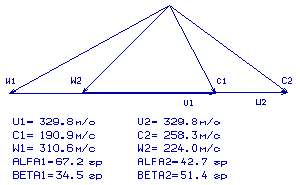 W1 W2 C1 C2
U1 U2
U1= 329.8м/с U2= 329.8м/с
C1= 190.9м/с C2= 258.3м/с
W1= 310.6м/с W2= 224.0м/с
ALFA1=67.2 гр ALFA2=42.7 гр
BETA1=34.5 гр BETA2=51.4 гр